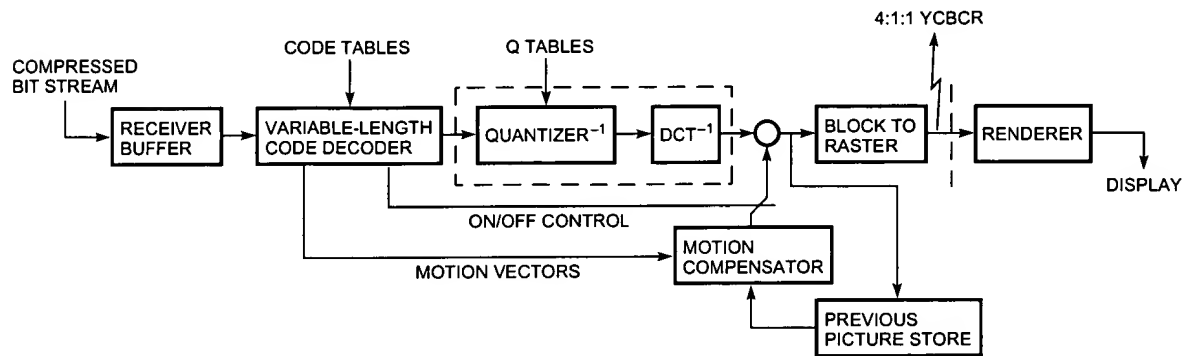 4:1:1 YCBCR
CODE TABLES
Q TABLES
COMPRESSED
BIT STREAM
RECEIVER
BUFFER
VARIABLE-LENGTH
CODE DECODER
QUANTIZER⁻¹
DCT⁻¹
BLOCK TO
RASTER
RENDERER
DISPLAY
ON/OFF CONTROL
MOTION VECTORS
MOTION
COMPENSATOR
PREVIOUS
PICTURE STORE